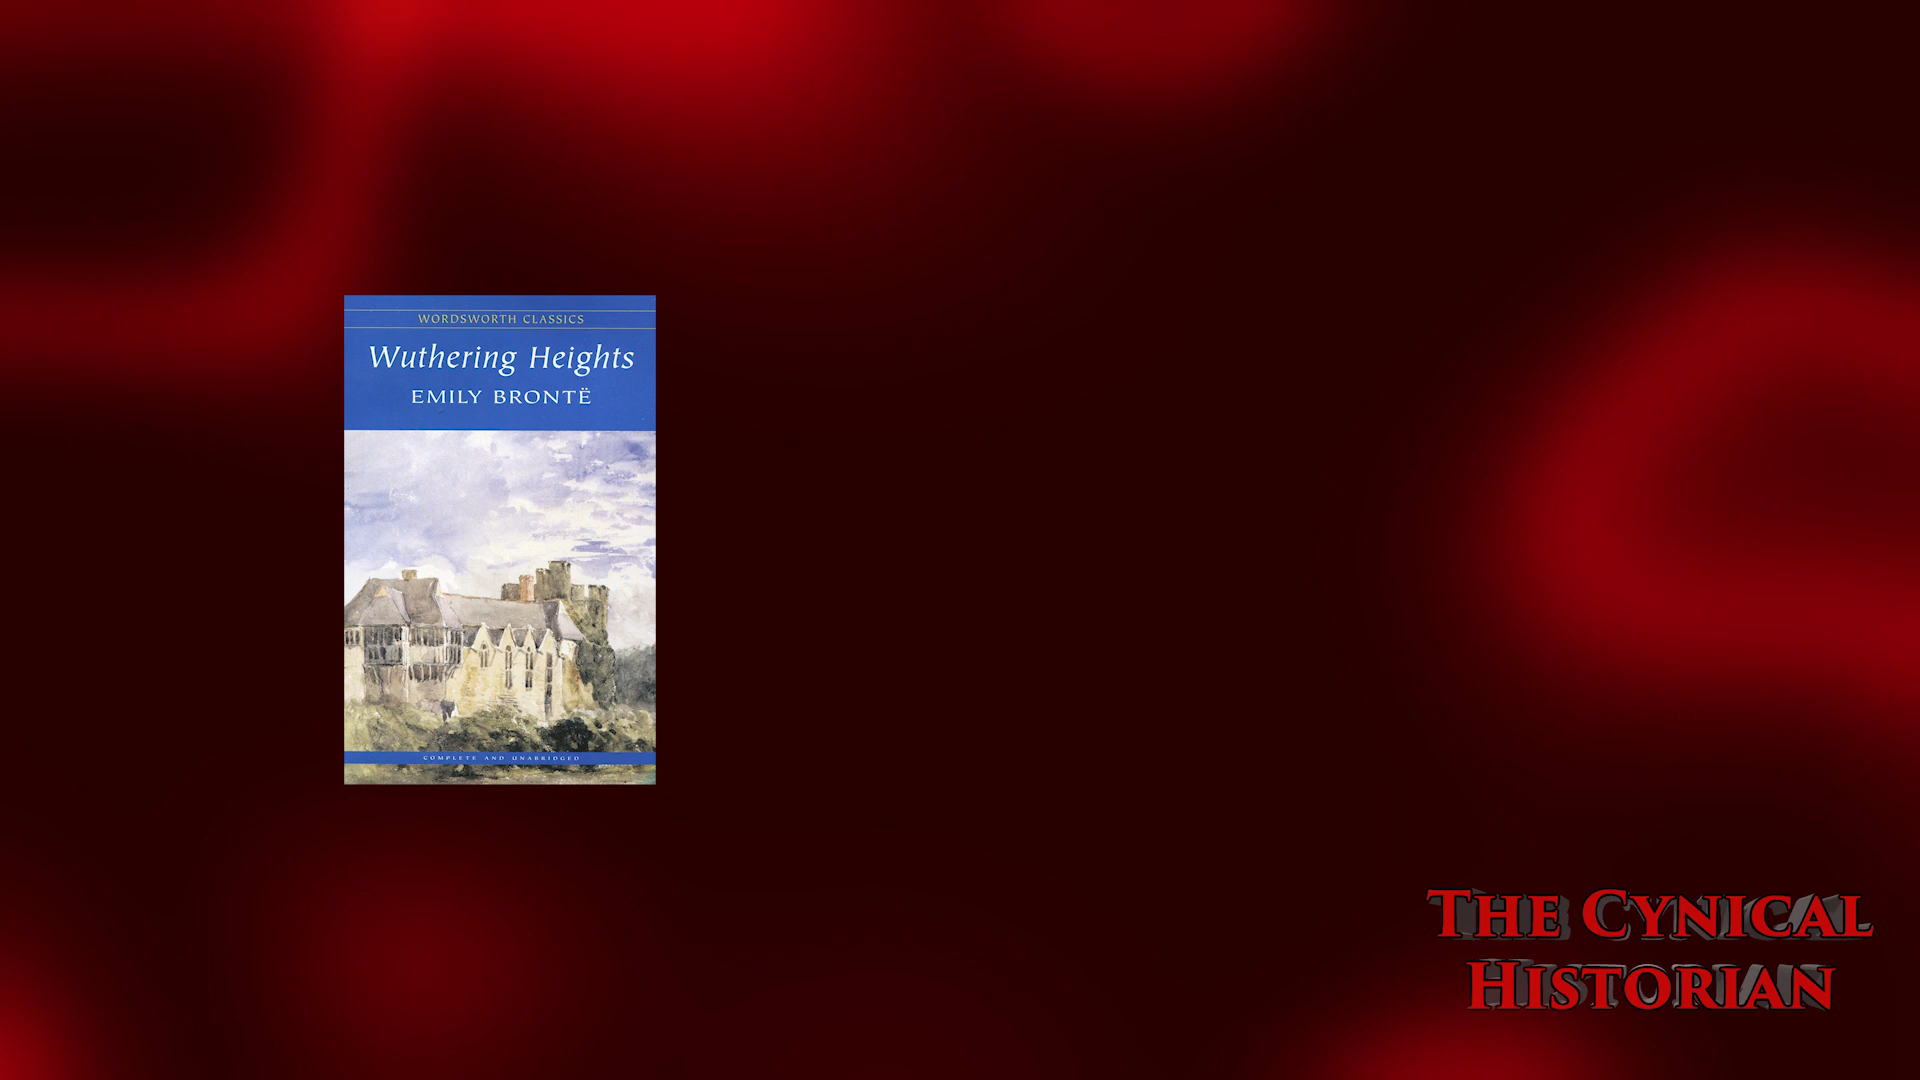 WORDSWORTH CLASSICS
Wuthering Heights
EMILY BRONTË
COMPLETE AND UNABRIDGED
THE CYNICAL
HISTORIAN